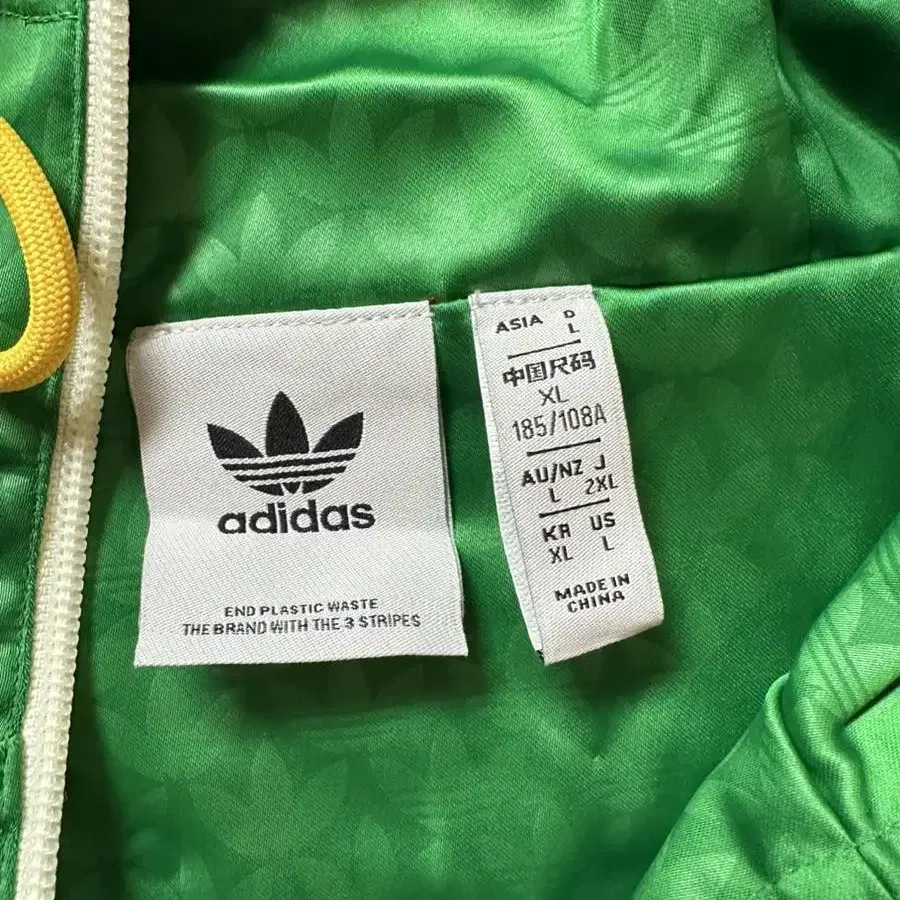 adidas
END PLASTIC WASTE
THE BRAND WITH THE 3 STRIPES
ASIA D
L
中国尺码
XL
185/108A
AU/NZ J
L 2XL
KR US
XL L
MADE IN
CHINA